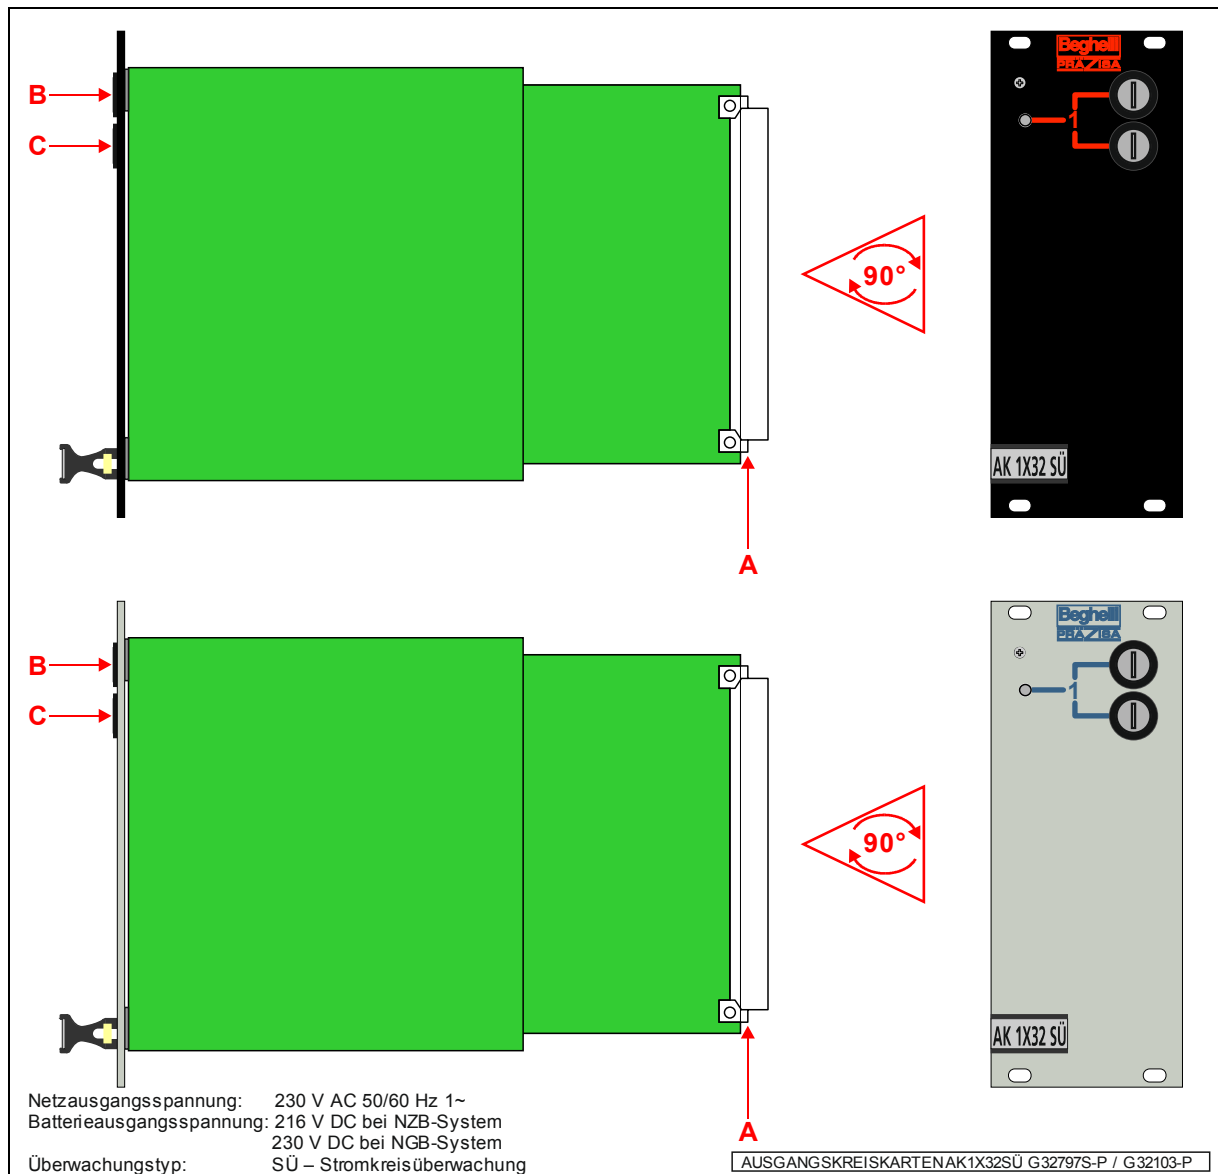 B
C
A
90°
Beghelli
PRÄZISA
1
AK 1X32 SÜ
B
C
A
90°
Beghelli
PRÄZISA
1
AK 1X32 SÜ
Netzausgangsspannung: 230 V AC 50/60 Hz 1~
Batterieausgangsspannung: 216 V DC bei NZB-System
230 V DC bei NGB-System
Überwachungstyp: SÜ – Stromkreisüberwachung
AUSGANGSKREISKARTEN AK1X32SÜ G32797S-P / G32103-P